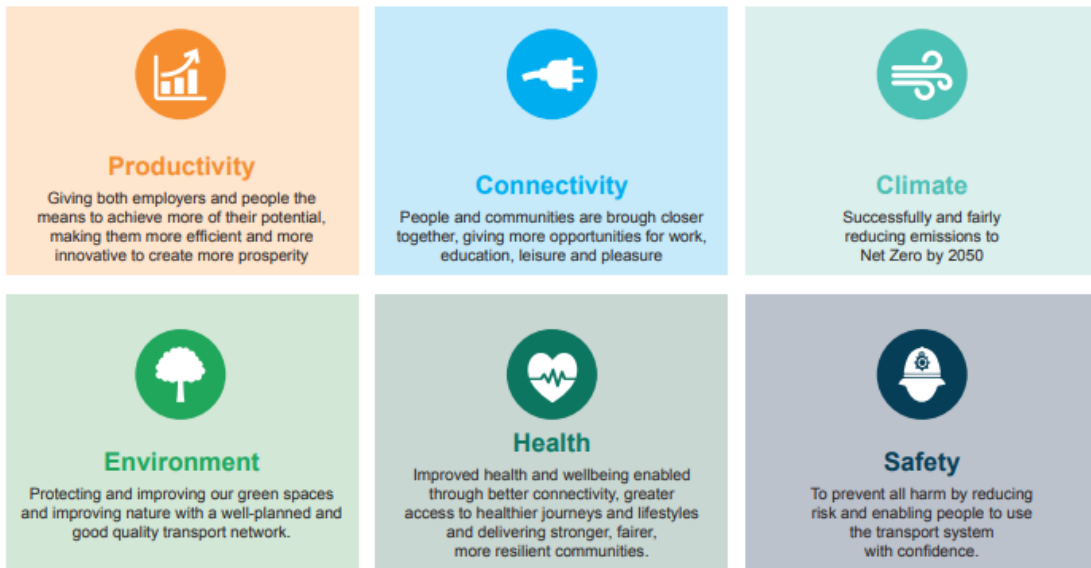 Productivity
Giving both employers and people the
means to achieve more of their potential,
making them more efficient and more
innovative to create more prosperity
Connectivity
People and communities are brough closer
together, giving more opportunities for work,
education, leisure and pleasure
Climate
Successfully and fairly
reducing emissions to
Net Zero by 2050
Environment
Protecting and improving our green spaces
and improving nature with a well-planned and
good quality transport network.
Health
Improved health and wellbeing enabled
through better connectivity, greater
access to healthier journeys and lifestyles
and delivering stronger, fairer,
more resilient communities.
Safety
To prevent all harm by reducing
risk and enabling people to use
the transport system
with confidence.